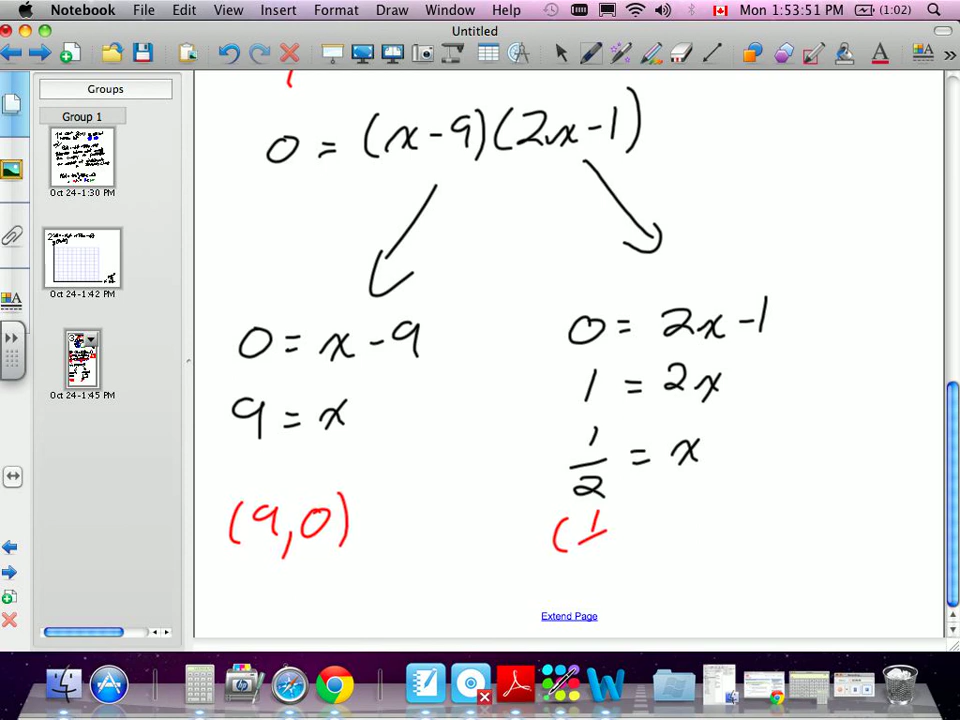 Notebook File Edit View Insert Format Draw Window Help Mon 1:53:51 (1:02)
Untitled
Groups
Group 1
Oct 24-1:30 PM
Oct 24-1:42 PM
Oct 24-1:45 PM
0 = (x-9)(2x-1)
0 = x-9
0 = 2x-1
9 = x
1 = 2x
1/2 = x
(9,0)
(1
Extend Page